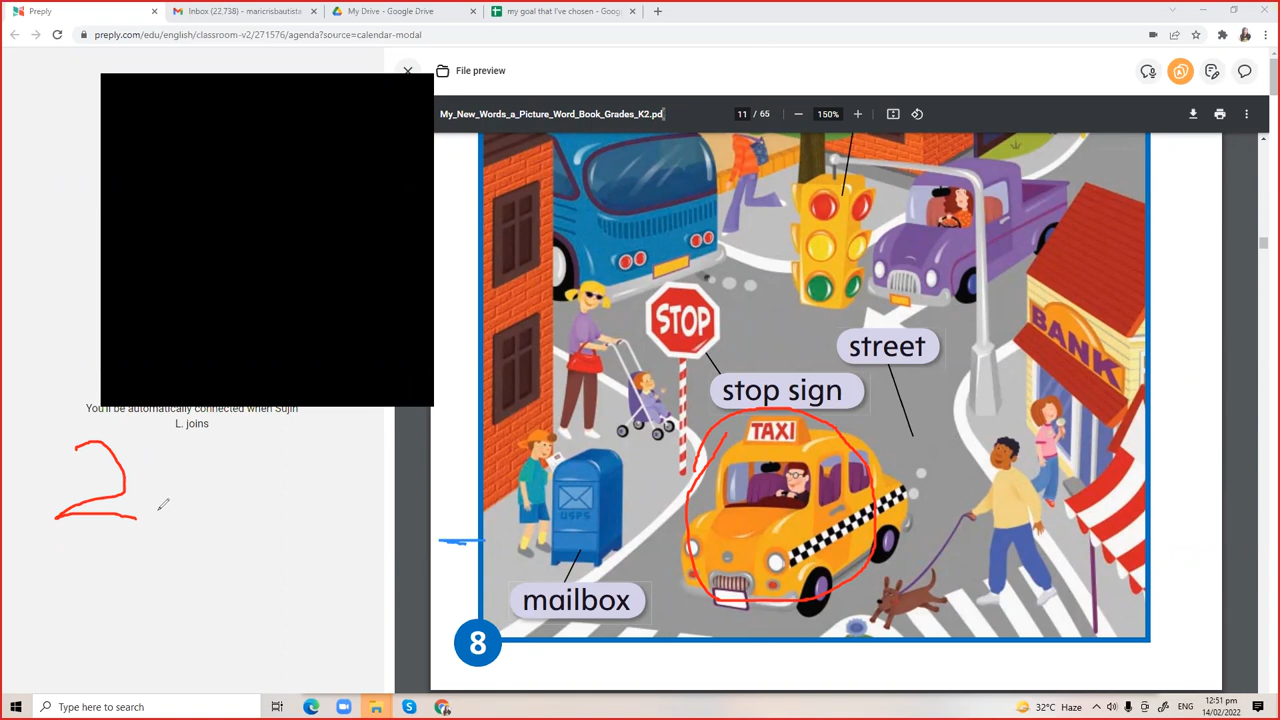 Preply
Inbox (22,738) - maricrisbautista
My Drive - Google Drive
my goal that I've chosen - Goog
preply.com/edu/english/classroom-v2/271576/agenda?source=calendar-modal
File preview
My_New_Words_a_Picture_Word_Book_Grades_K2.pd
11 / 65
150%
BANK
STOP
street
stop sign
You'll be automatically connected when Sujin
L. joins
TAXI
2
USPS
mailbox
8
Type here to search
32°C Haze
ENG
12:51 pm
14/02/2022